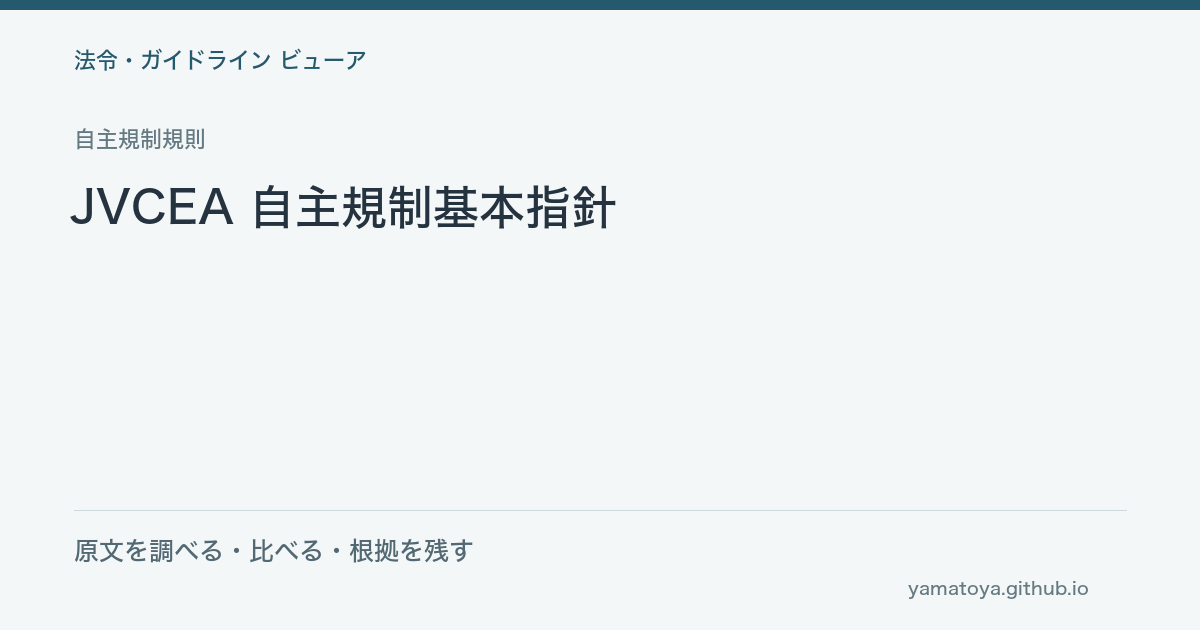 法令・ガイドライン ビューア
自主規制規則
JVCEA 自主規制基本指針
原文を調べる・比べる・根拠を残す
yamatoya.github.io